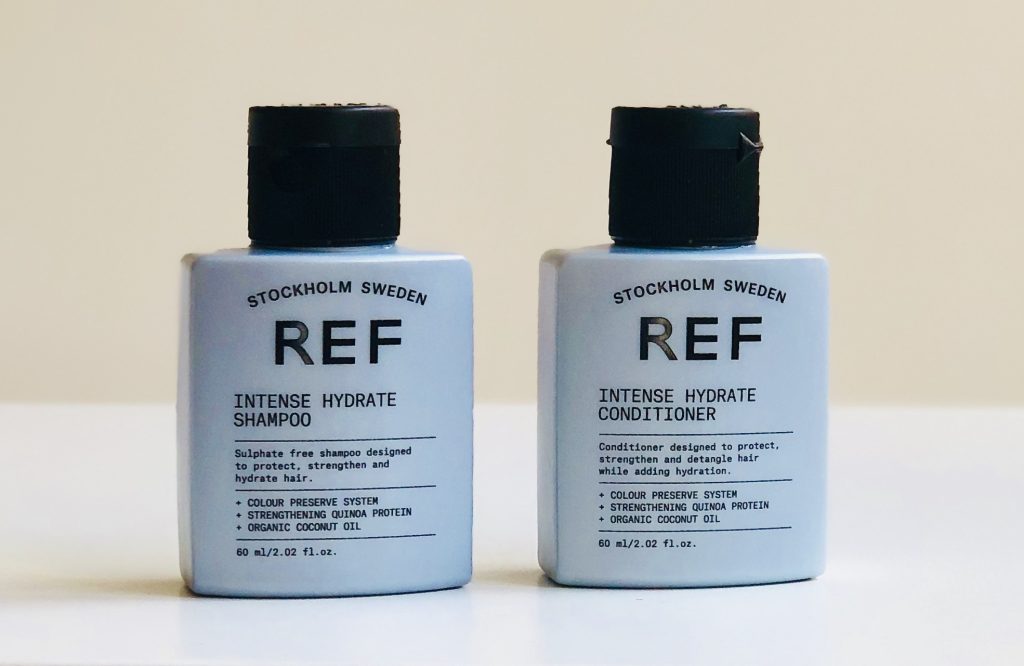 STOCKHOLM SWEDEN
REF
INTENSE HYDRATE
SHAMPOO
Sulphate free shampoo designed
to protect, strengthen and
hydrate hair.
+ COLOUR PRESERVE SYSTEM
+ STRENGTHENING QUINOA PROTEIN
+ ORGANIC COCONUT OIL
60 ml/2.02 fl.oz.
STOCKHOLM SWEDEN
REF
INTENSE HYDRATE
CONDITIONER
Conditioner designed to protect,
strengthen and detangle hair
while adding hydration.
+ COLOUR PRESERVE SYSTEM
+ STRENGTHENING QUINOA PROTEIN
+ ORGANIC COCONUT OIL
60 ml/2.02 fl.oz.